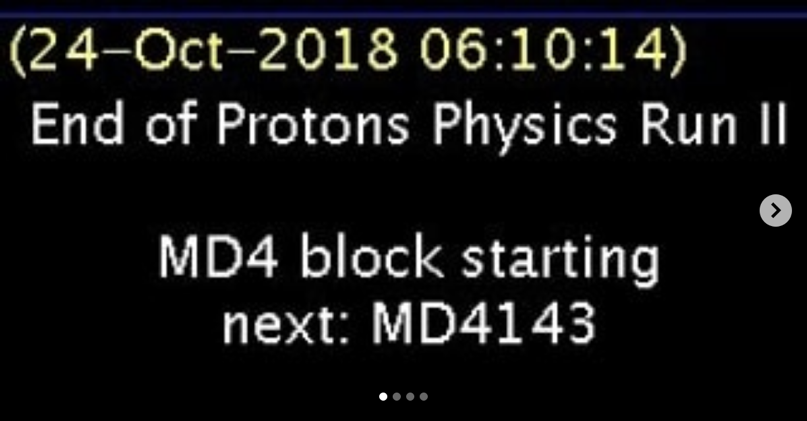 (24-Oct-2018 06:10:14)
End of Protons Physics Run II
MD4 block starting
next: MD4143